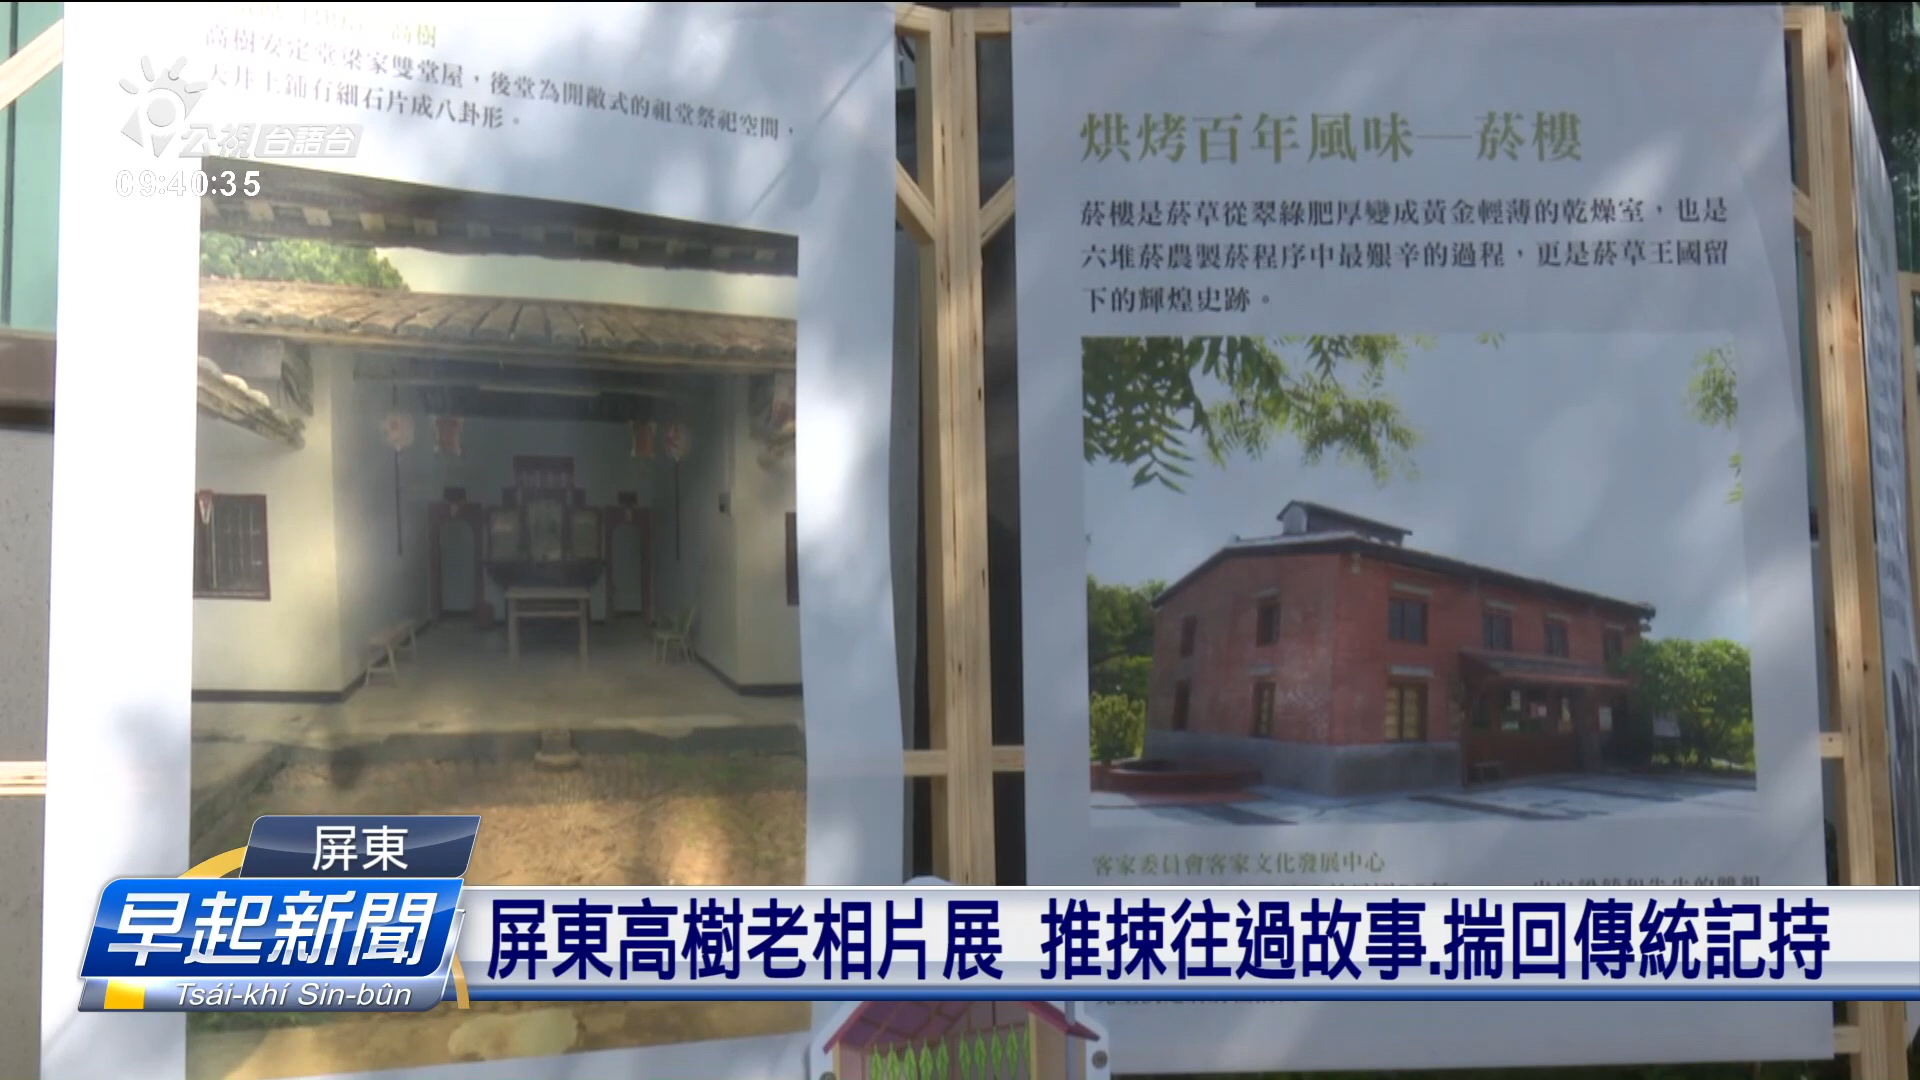 高樹
高樹安定堂梁家雙堂屋，後堂為開敞式的祖堂祭祀空間，
天井上鋪石細石片成八卦形。
公視台語台
09:40:35
烘烤百年風味—菸樓
菸樓是菸草從翠綠肥厚變成黃金輕薄的乾燥室，也是
六堆菸農製菸程序中最艱辛的過程，更是菸草王國留
下的輝煌史跡。
客家委員會客家文化發展中心
屏東
早起新聞
Tsái-khí Sin-bûn
屏東高樹老相片展 推揀往過故事.揣回傳統記持